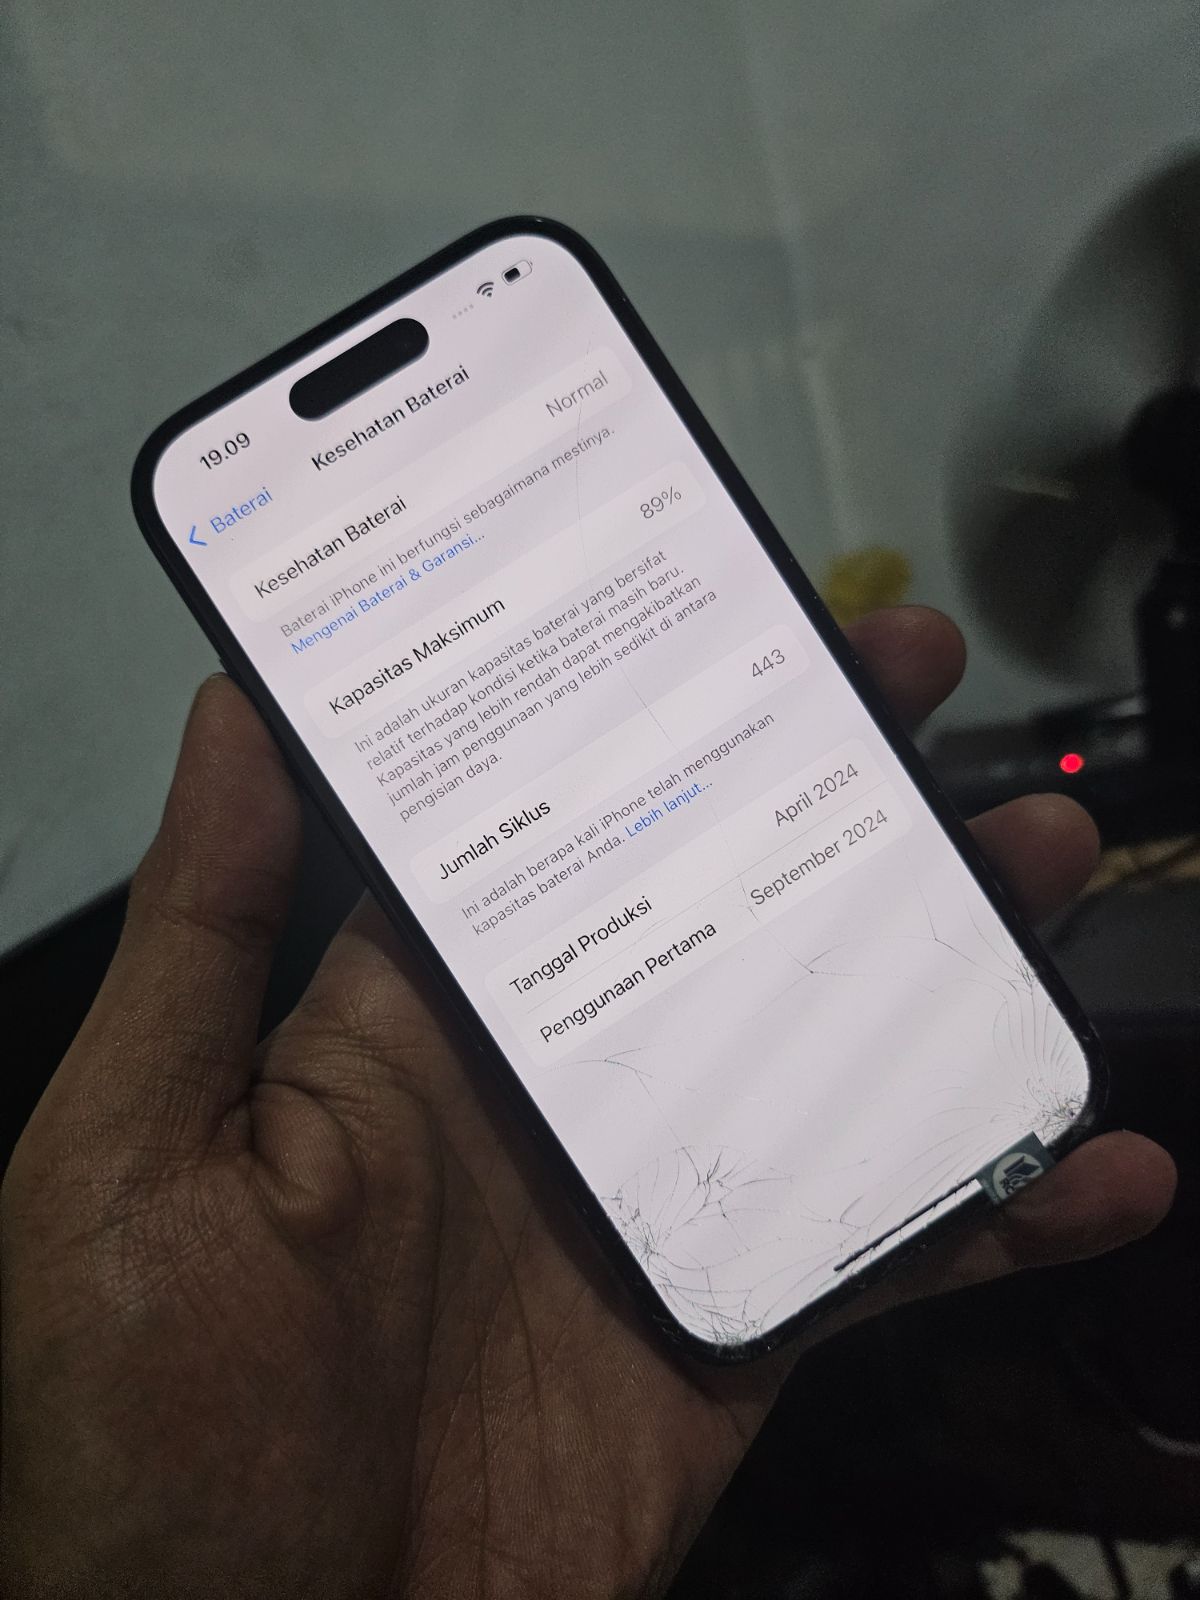 19.09
Baterai
Kesehatan Baterai
Kesehatan Baterai Normal
Baterai iPhone ini berfungsi sebagaimana mestinya.
Mengenai Baterai & Garansi...
Kapasitas Maksimum 89%
Ini adalah ukuran kapasitas baterai yang bersifat
relatif terhadap kondisi ketika baterai masih baru.
Kapasitas yang lebih rendah dapat mengakibatkan
jumlah jam penggunaan yang lebih sedikit di antara
pengisian daya.
Jumlah Siklus 443
Ini adalah berapa kali iPhone telah menggunakan
kapasitas baterai Anda. Lebih lanjut...
Tanggal Produksi April 2024
Penggunaan Pertama September 2024